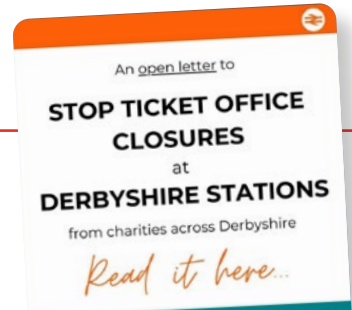 An open letter to
STOP TICKET OFFICE
CLOSURES
at
DERBYSHIRE STATIONS
from charities across Derbyshire
Read it here...